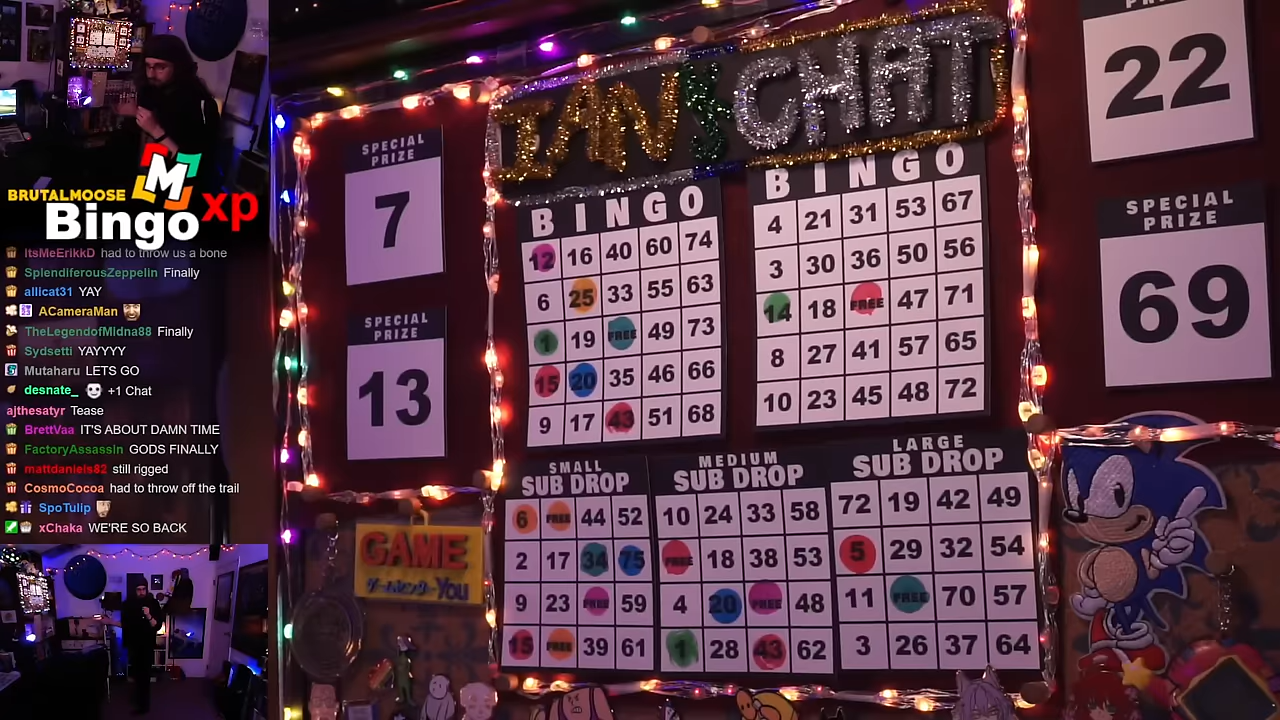 BRUTALMOOSE
M
Bingo xp
ItsMeErikkD had to throw us a bone
SplendiferousZeppelin Finally
allicat31 YAY
ACameraMan
TheLegendofMidna88 Finally
Sydsetti YAYYYY
Mutaharu LETS GO
desnate_ +1 Chat
ajthesatyr Tease
BrettVaa IT'S ABOUT DAMN TIME
FactoryAssassin GODS FINALLY
mattdaniels82 still rigged
CosmoCocoa had to throw off the trail
SpoTulip
xChaka WE'RE SO BACK
SPECIAL
PRIZE
7
SPECIAL
PRIZE
13
IAN & CHAT
BINGO
12 16 40 60 74
6 25 33 55 63
1 19 FREE 49 73
15 20 35 46 66
9 17 43 51 68
BINGO
4 21 31 53 67
3 30 36 50 56
14 18 FREE 47 71
8 27 41 57 65
10 23 45 48 72
22
SPECIAL
PRIZE
69
SMALL
SUB DROP
6 FREE 44 52
2 17 34 75
9 23 FREE 59
15 FREE 39 61
MEDIUM
SUB DROP
10 24 33 58
FREE 18 38 53
4 20 FREE 48
1 28 43 62
LARGE
SUB DROP
72 19 42 49
5 29 32 54
11 FREE 70 57
3 26 37 64
GAME
ゲームセンター YOU